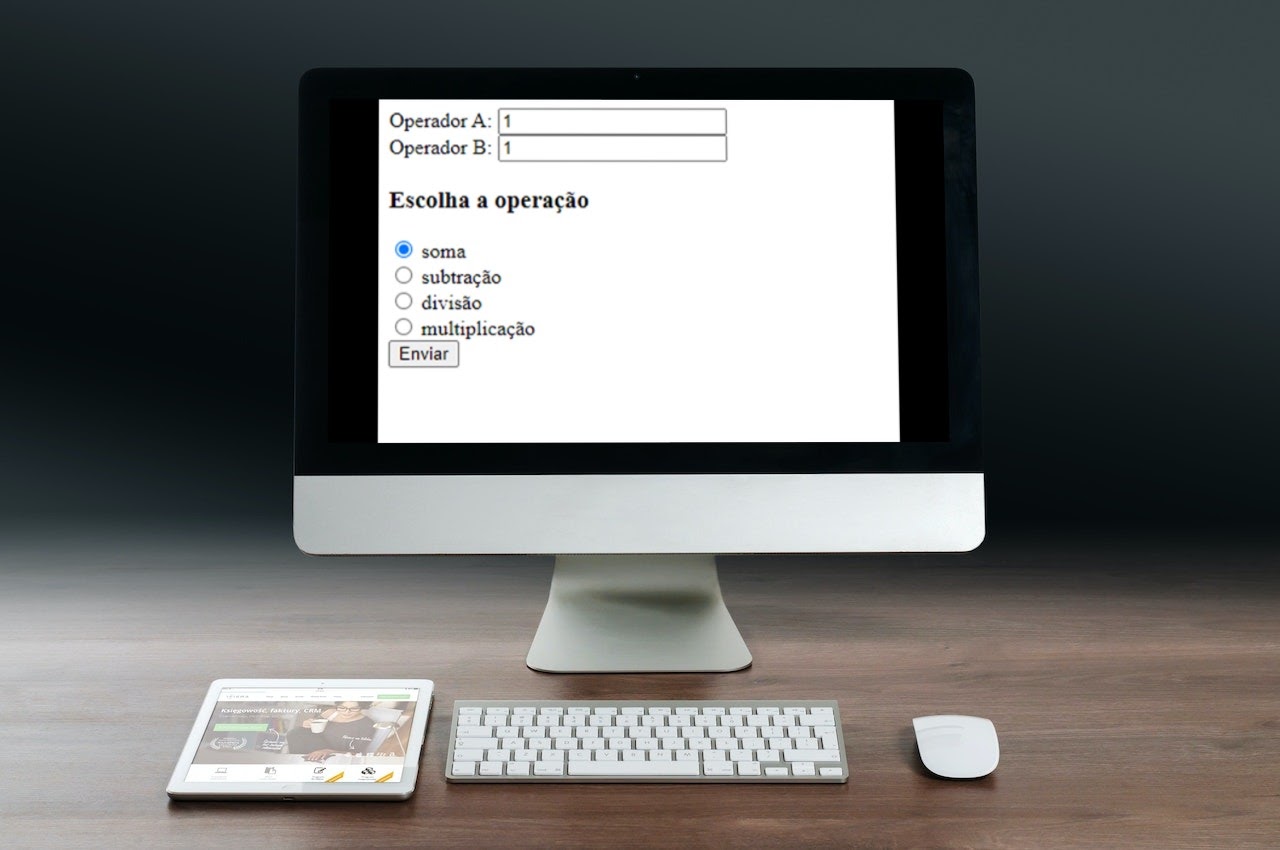 Operador A: 1
Operador B: 1
Escolha a operação
soma
subtração
divisão
multiplicação
Enviar
Księgowość, faktury, CRM